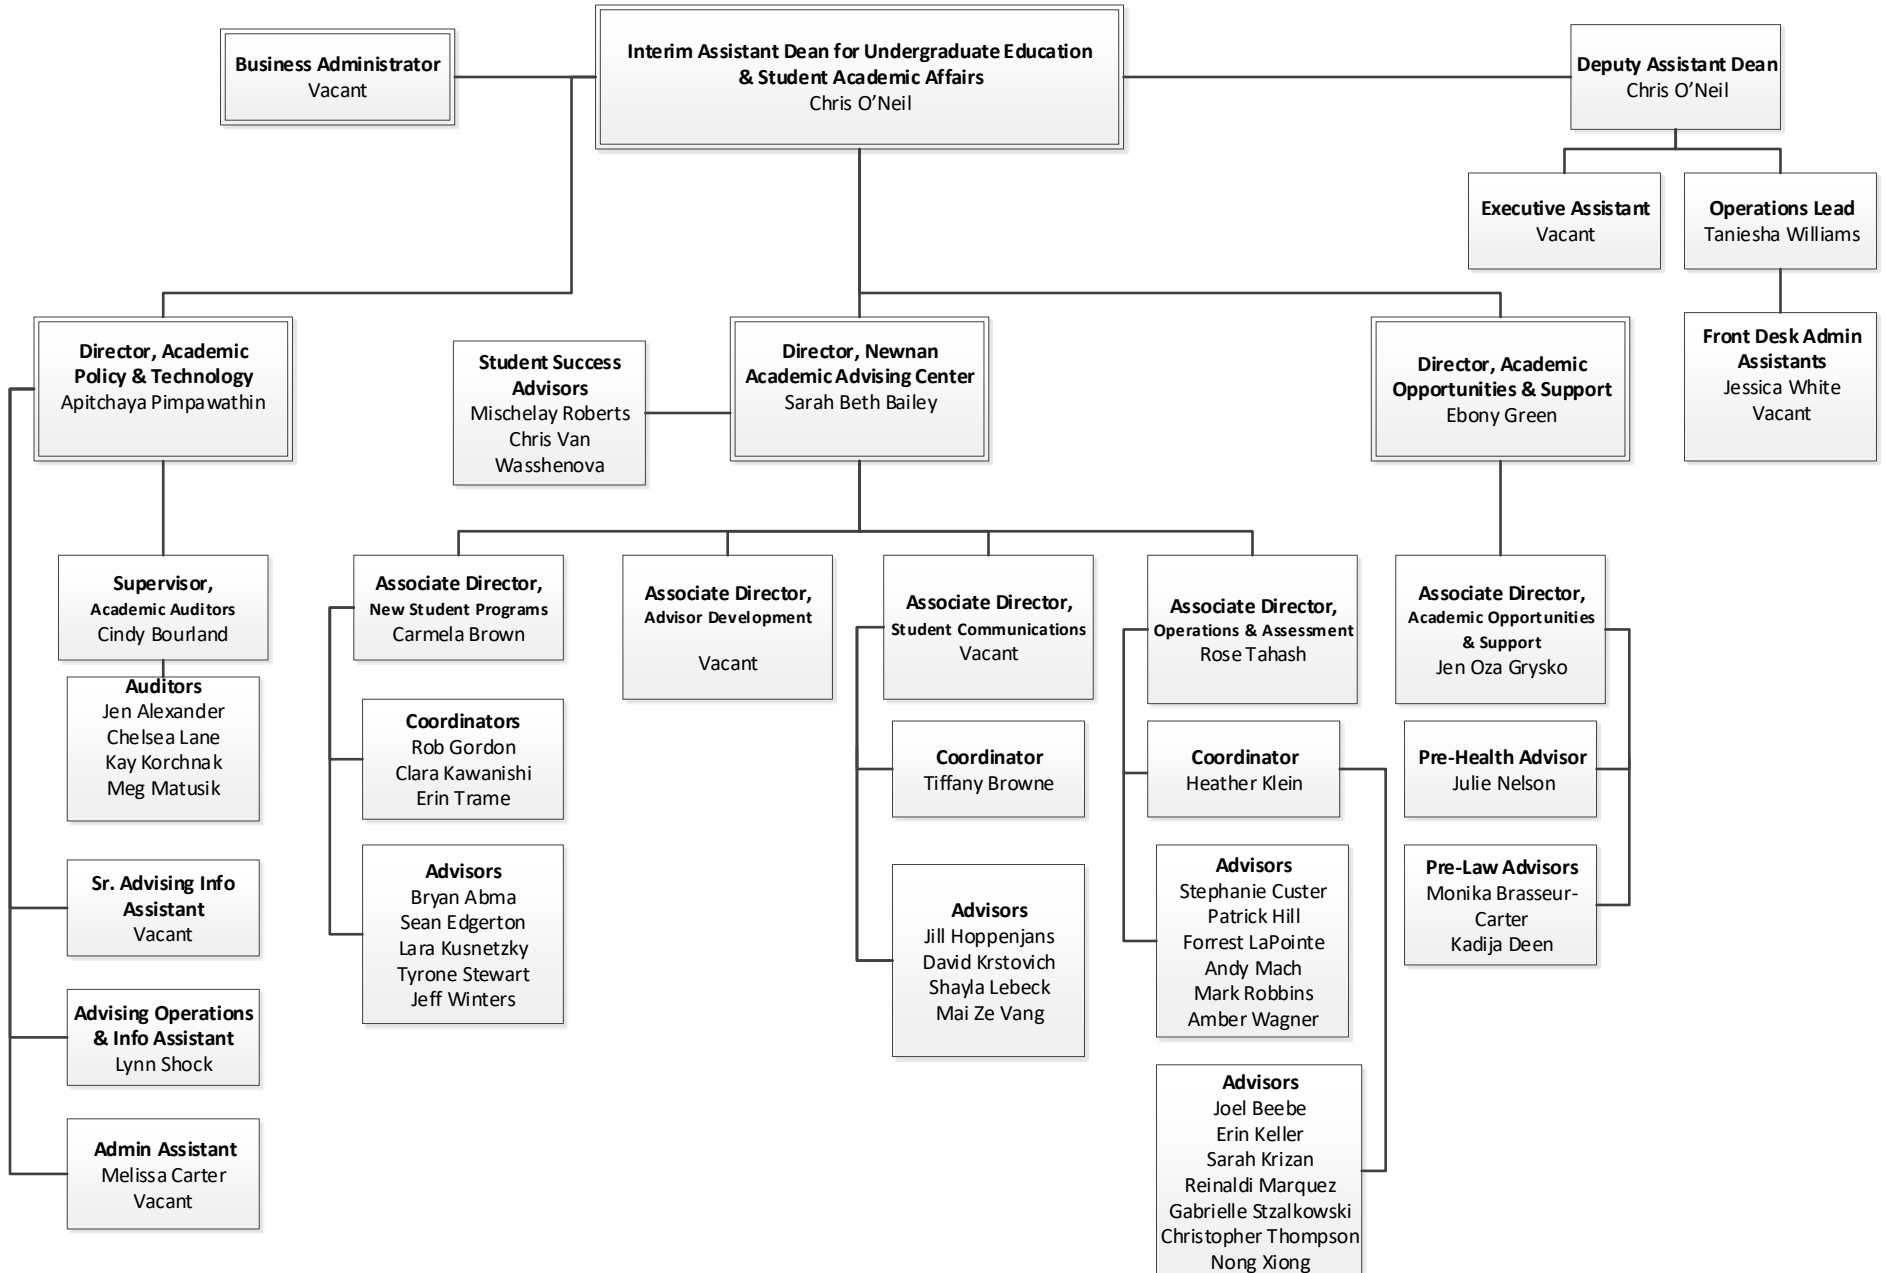 Business Administrator
Vacant
Interim Assistant Dean for Undergraduate Education
& Student Academic Affairs
Chris O’Neil
Deputy Assistant Dean
Chris O’Neil
Executive Assistant
Vacant
Operations Lead
Taniesha Williams
Front Desk Admin
Assistants
Jessica White
Vacant
Director, Academic
Policy & Technology
Apitchaya Pimpawathin
Student Success
Advisors
Mischelay Roberts
Chris Van
Wasshenova
Director, Newnan
Academic Advising Center
Sarah Beth Bailey
Director, Academic
Opportunities & Support
Ebony Green
Supervisor,
Academic Auditors
Cindy Bourland
Auditors
Jen Alexander
Chelsea Lane
Kay Korchnak
Meg Matusik
Sr. Advising Info
Assistant
Vacant
Advising Operations
& Info Assistant
Lynn Shock
Admin Assistant
Melissa Carter
Vacant
Associate Director,
New Student Programs
Carmela Brown
Coordinators
Rob Gordon
Clara Kawanishi
Erin Trame
Advisors
Bryan Abma
Sean Edgerton
Lara Kusnetzky
Tyrone Stewart
Jeff Winters
Associate Director,
Advisor Development
Vacant
Associate Director,
Student Communications
Vacant
Coordinator
Tiffany Browne
Advisors
Jill Hoppenjans
David Krstovich
Shayla Lebeck
Mai Ze Vang
Associate Director,
Operations & Assessment
Rose Tahash
Coordinator
Heather Klein
Advisors
Stephanie Custer
Patrick Hill
Forrest LaPointe
Andy Mach
Mark Robbins
Amber Wagner
Advisors
Joel Beebe
Erin Keller
Sarah Krizan
Reinaldi Marquez
Gabrielle Stzalkowski
Christopher Thompson
Nong Xiong
Associate Director,
Academic Opportunities
& Support
Jen Oza Grysko
Pre-Health Advisor
Julie Nelson
Pre-Law Advisors
Monika Brasseur-
Carter
Kadija Deen